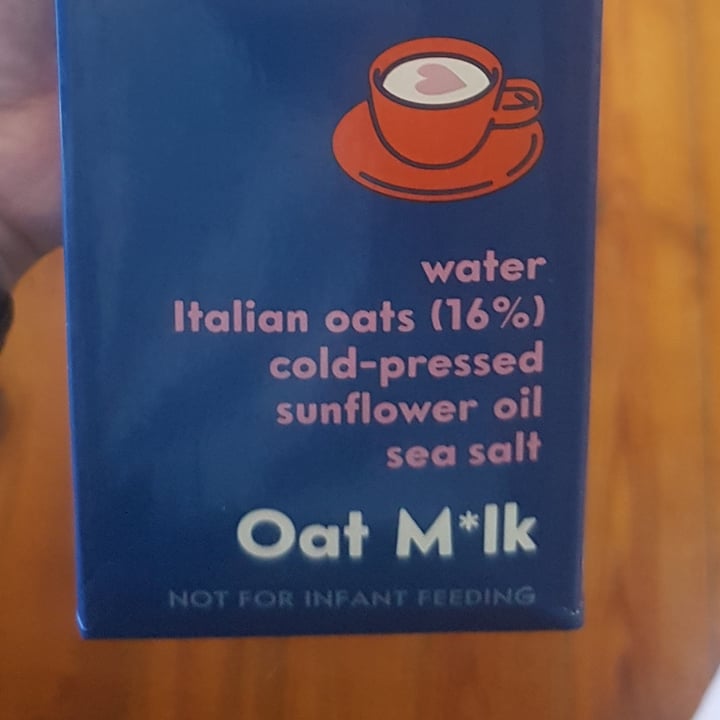 water
Italian oats (16%)
cold-pressed
sunflower oil
sea salt
Oat M*lk
NOT FOR INFANT FEEDING